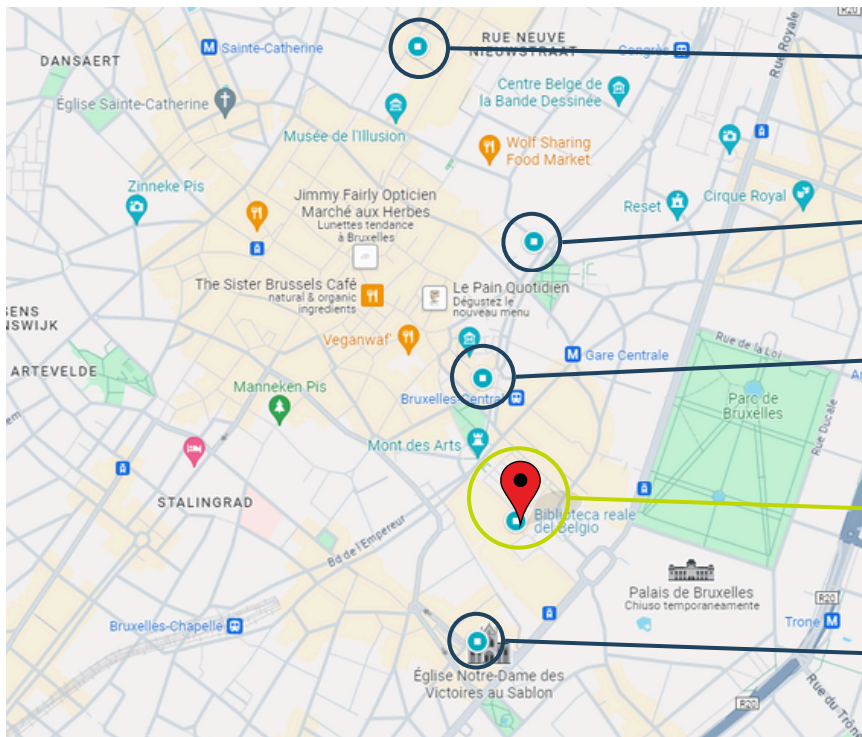 R20
RUE NEUVE
NIEUWSTRAAT
Sainte-Catherine
Congrès
Rue Royale
DANSAERT
Centre Belge de
la Bande Dessinée
Église Sainte-Catherine
Musée de l'Illusion
Wolf Sharing
Food Market
Zinneke Pis
Jimmy Fairly Opticien
Marché aux Herbes
Lunettes tendance
à Bruxelles
Reset
Cirque Royal
The Sister Brussels Café
natural & organic
ingredients
Le Pain Quotidien
Dégustez le
nouveau menu
SENS
NSWIJK
Veganwaf'
Rue de la Loi
Gare Centrale
ARTEVELDE
Manneken Pis
Bruxelles-Central
Parc de
Bruxelles
Rue Ducale
Mont des Arts
STALINGRAD
Biblioteca reale
del Belgio
Bd de l'Empereur
Palais de Bruxelles
Chiuso temporaneamente
R20
Bruxelles-Chapelle
Trone
Église Notre-Dame des
Victoires au Sablon
Rue du Trône
R20